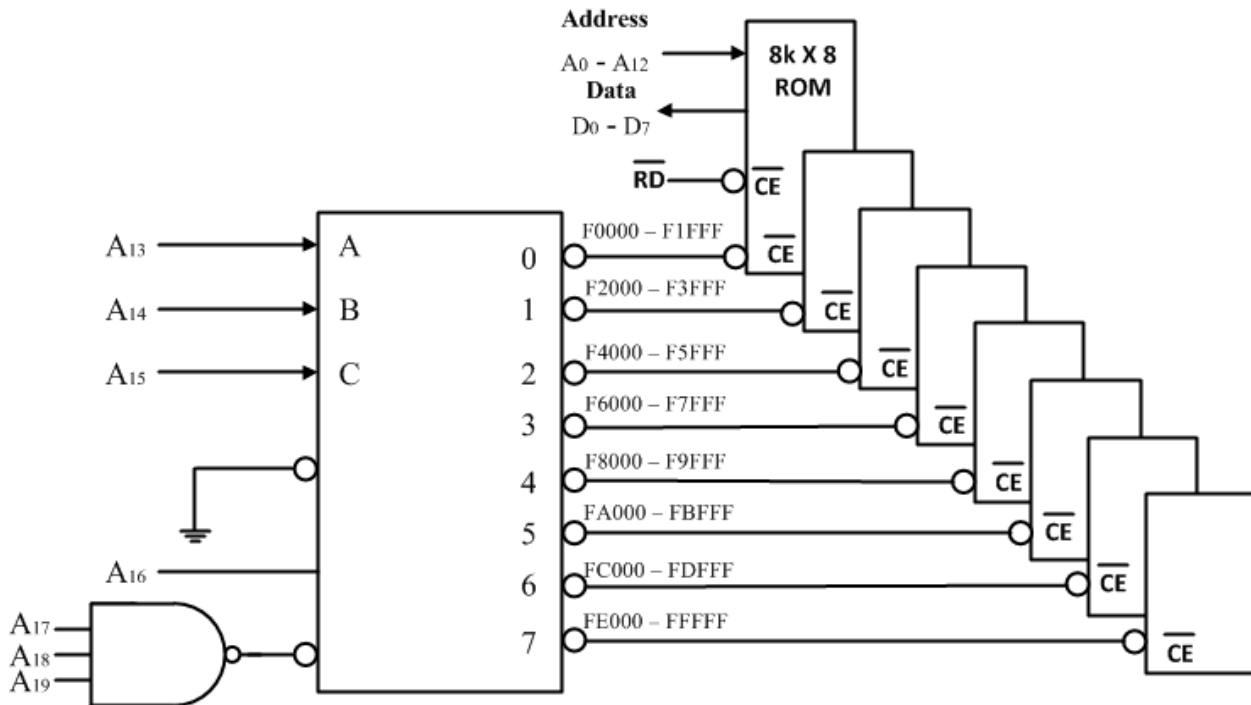 Address
A0 - A12
Data
D0 - D7
8k X 8
ROM
RD
CE
A13
A14
A15
A
B
C
A16
A17
A18
A19
0
1
2
3
4
5
6
7
F0000 – F1FFF
F2000 – F3FFF
F4000 – F5FFF
F6000 – F7FFF
F8000 – F9FFF
FA000 – FBFFF
FC000 – FDFFF
FE000 – FFFFF
CE
CE
CE
CE
CE
CE
CE
CE